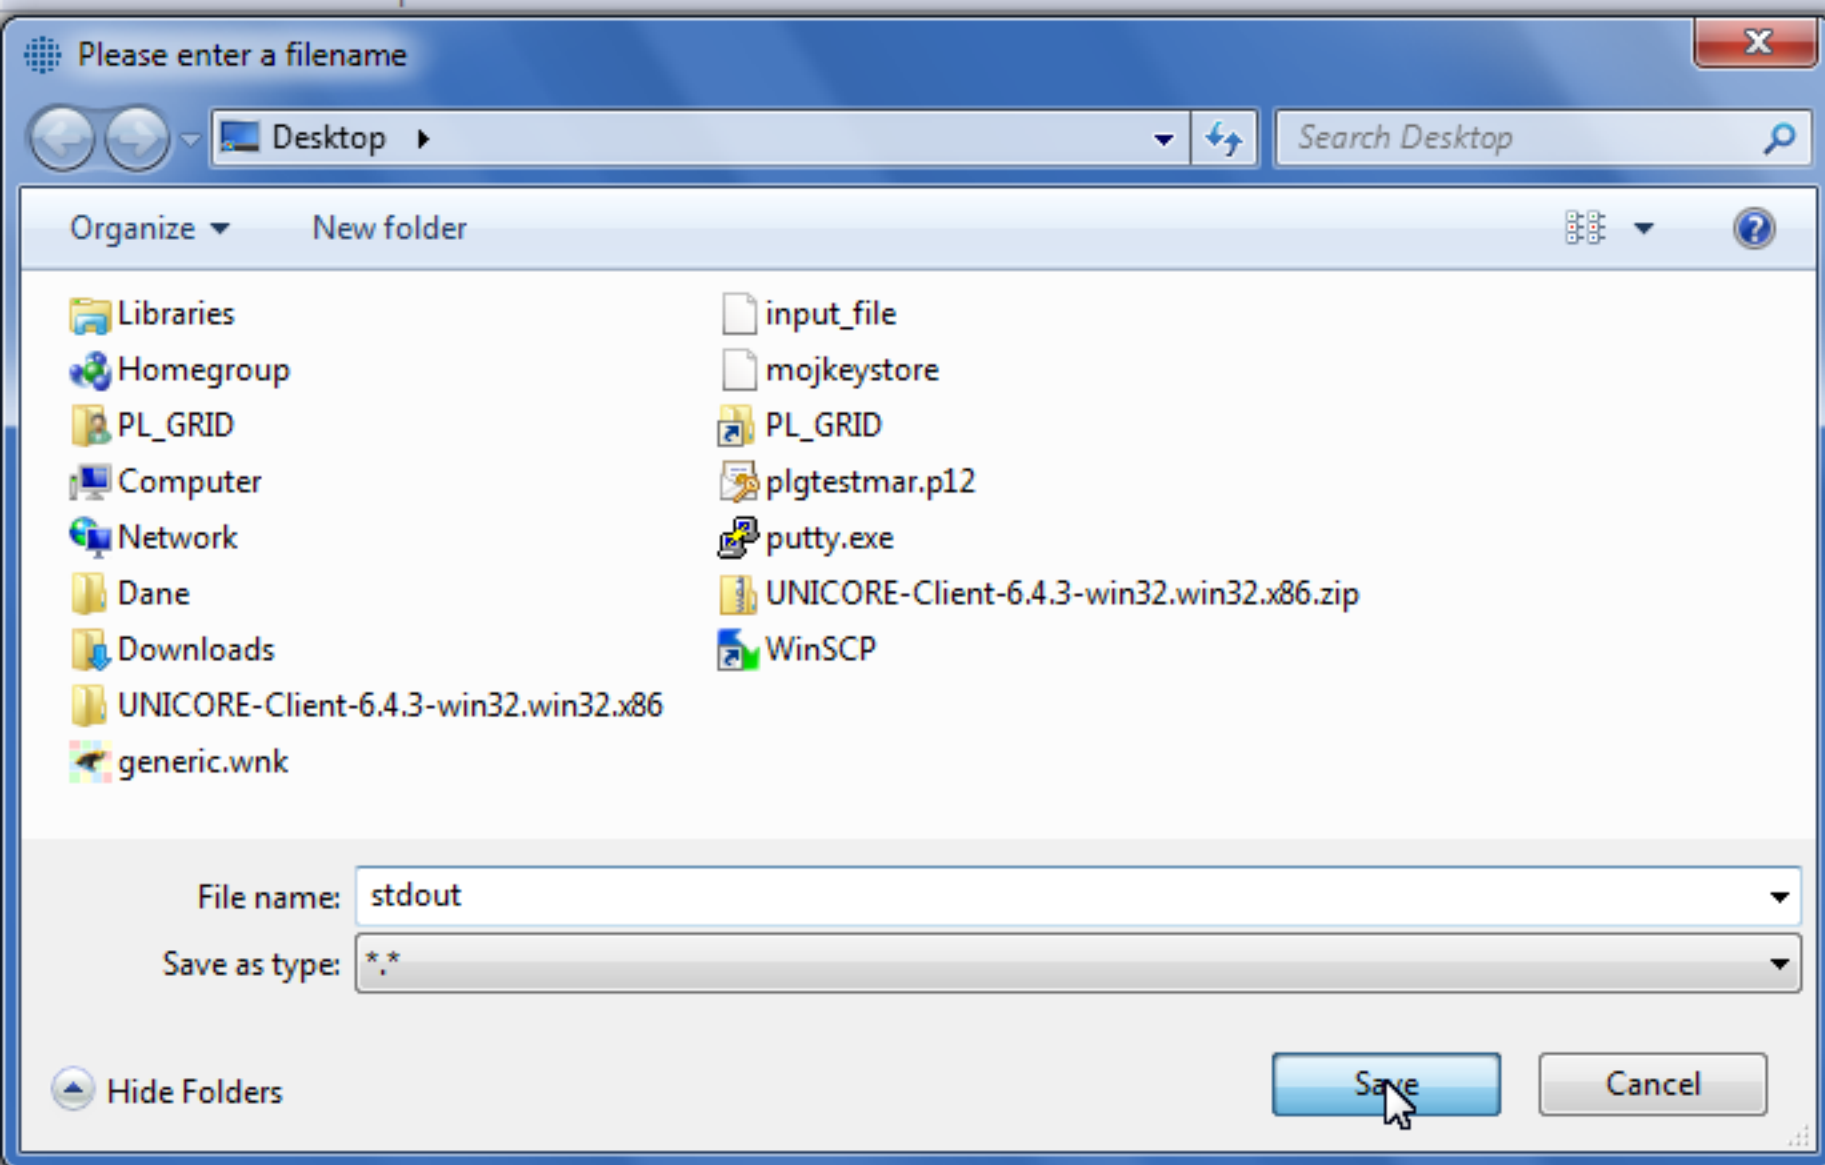 Please enter a filename
Desktop
Search Desktop
Organize
New folder
Libraries
Homegroup
PL_GRID
Computer
Network
Dane
Downloads
UNICORE-Client-6.4.3-win32.win32.x86
generic.wnk
input_file
mojkeystore
PL_GRID
plgtestmar.p12
putty.exe
UNICORE-Client-6.4.3-win32.win32.x86.zip
WinSCP
File name: stdout
Save as type: *.*
Hide Folders
Save
Cancel